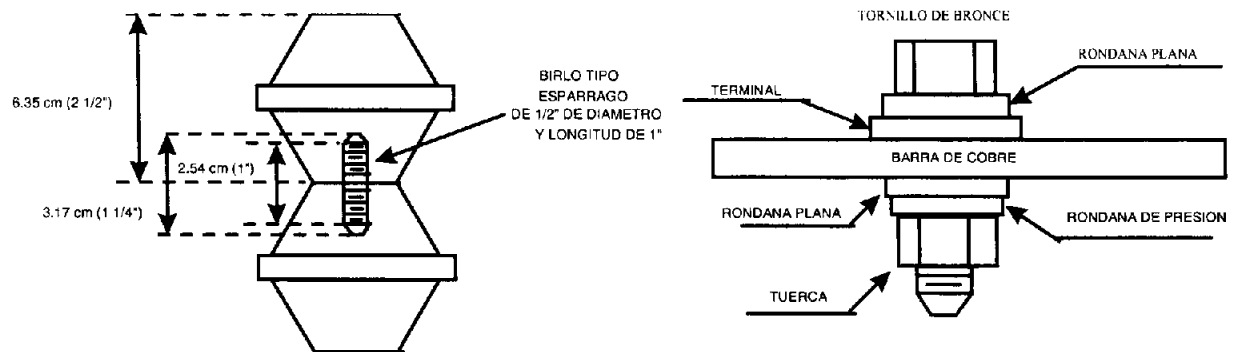 6.35 cm (2 1/2")
2.54 cm (1")
3.17 cm (1 1/4")
BIRLO TIPO
ESPARRAGO
DE 1/2" DE DIAMETRO
Y LONGITUD DE 1"
TORNILLO DE BRONCE
RONDANA PLANA
TERMINAL
BARRA DE COBRE
RONDANA PLANA
RONDANA DE PRESION
TUERCA